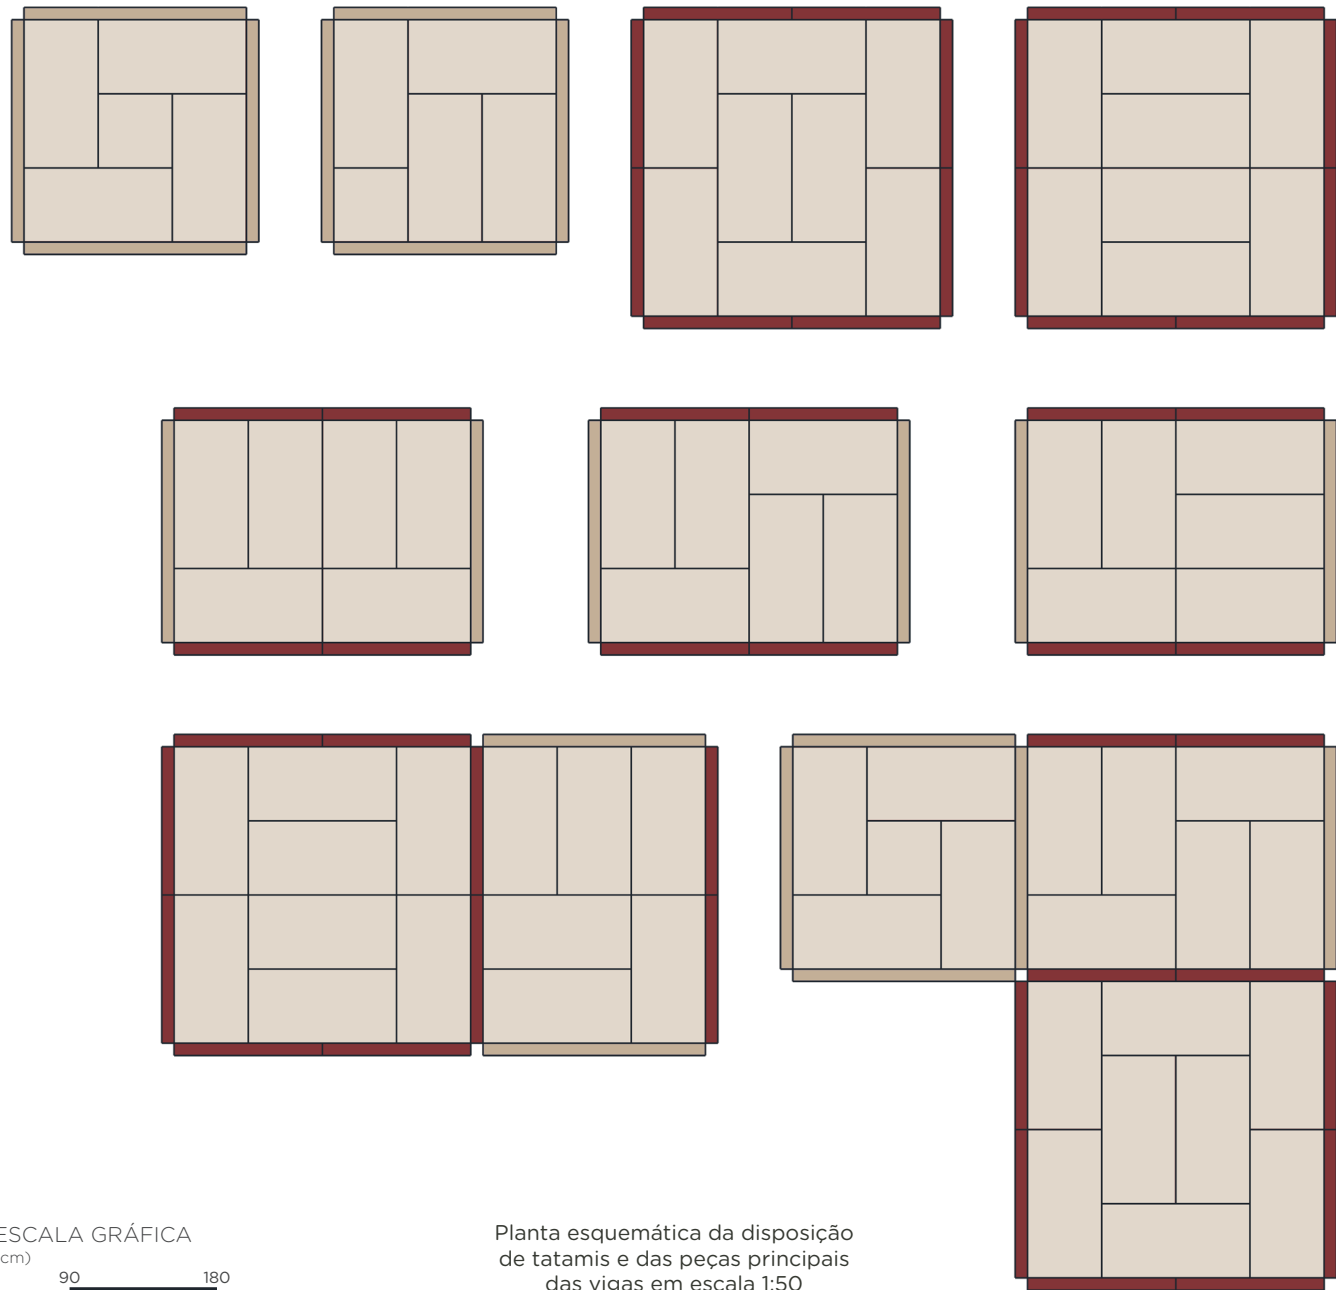 ESCALA GRÁFICA
cm)
90 180
Planta esquemática da disposição
de tatamis e das peças principais
das vigas em escala 1:50